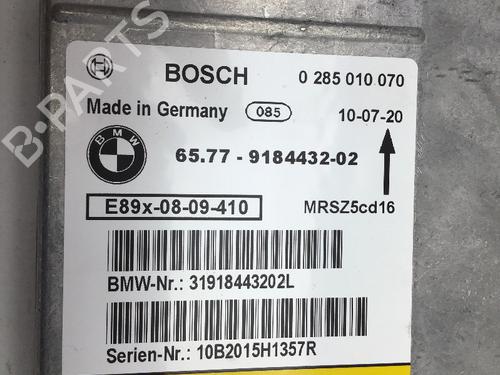 BOSCH 0 285 010 070
Made in Germany 085 10-07-20
BMW 65.77 - 9184432-02
E89x-08-09-410 MRSZ5cd16
BMW-Nr.: 31918443202L
Serien-Nr.: 10B2015H1357R
B-PARTS